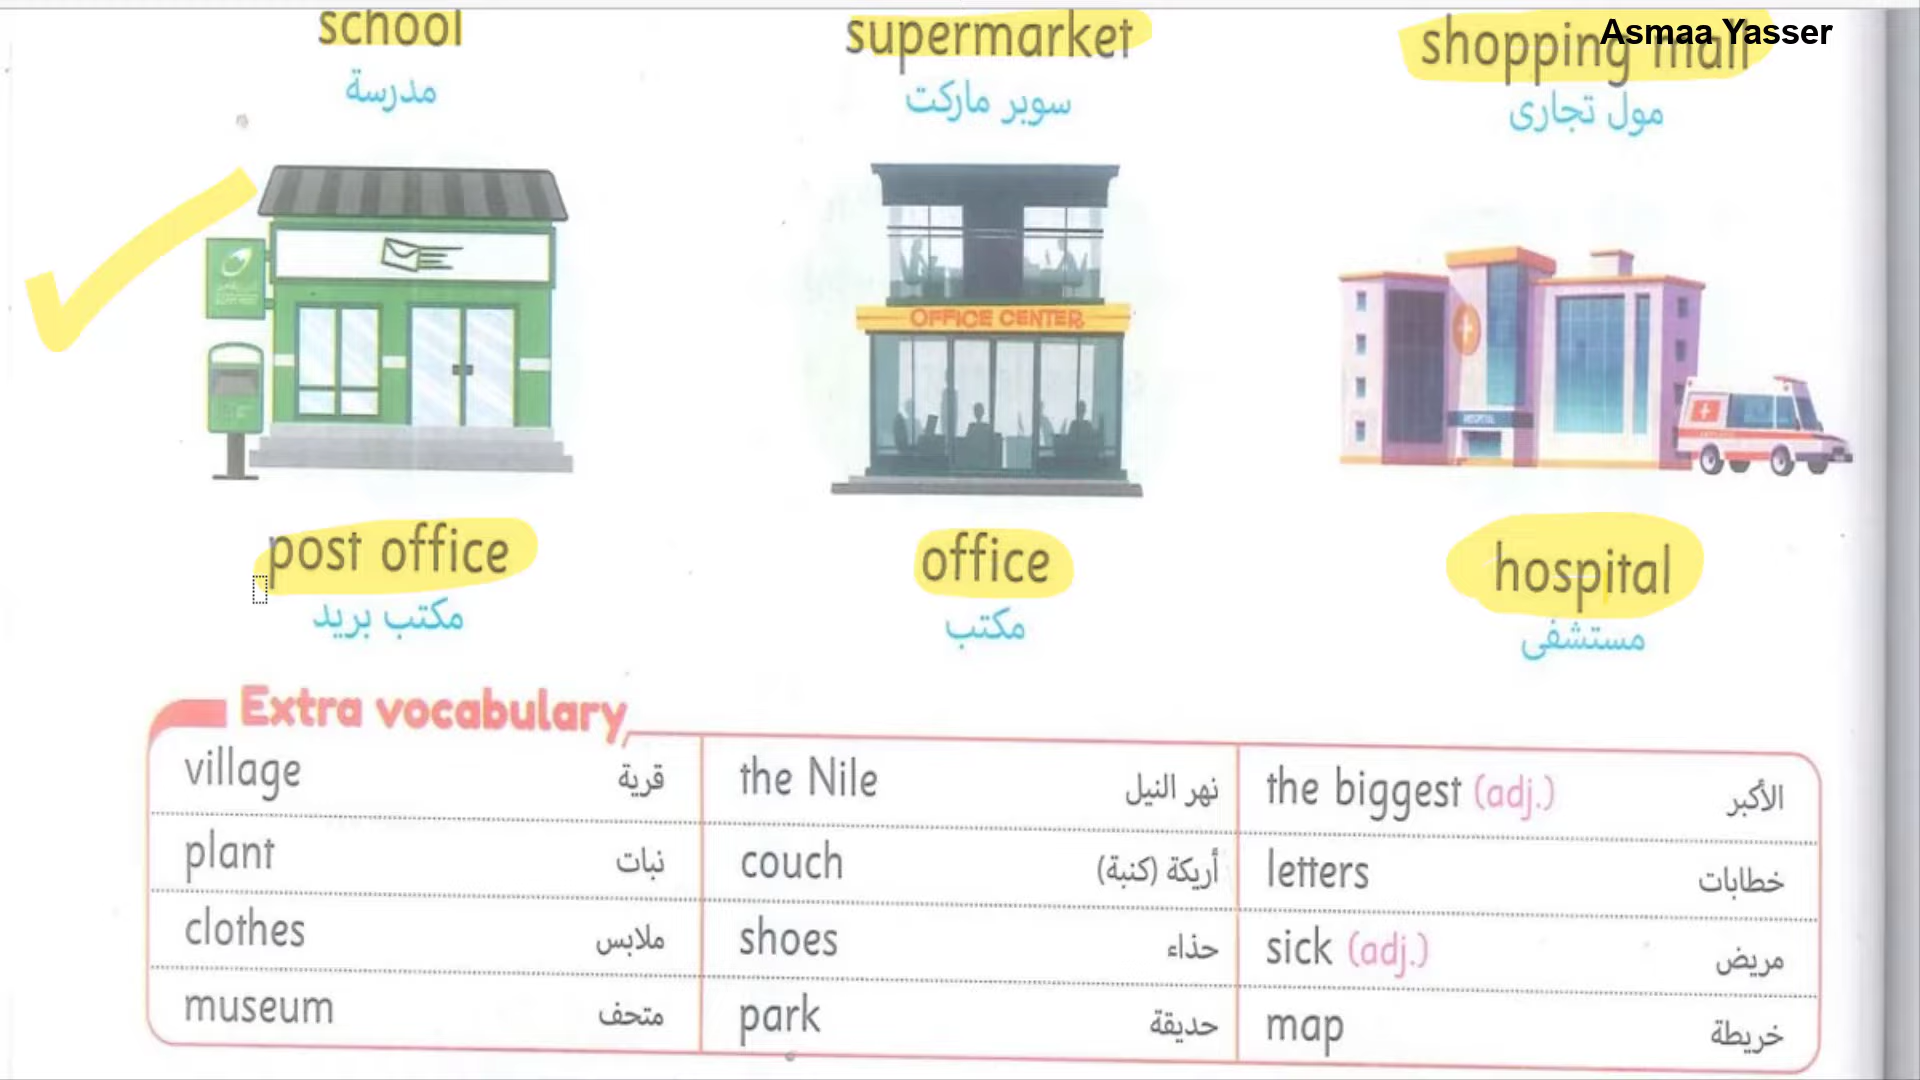 school
supermarket
shopping mall
Asmaa Yasser
مدرسة
سوبر ماركت
مول تجارى
OFFICE CENTER
HOSPITAL
post office
office
hospital
مكتب بريد
مكتب
مستشفى
Extra vocabulary
village قرية
the Nile نهر النيل
the biggest (adj.) الأكبر
plant نبات
couch أريكة (كنبة)
letters خطابات
clothes ملابس
shoes حذاء
sick (adj.) مريض
museum متحف
park حديقة
map خريطة